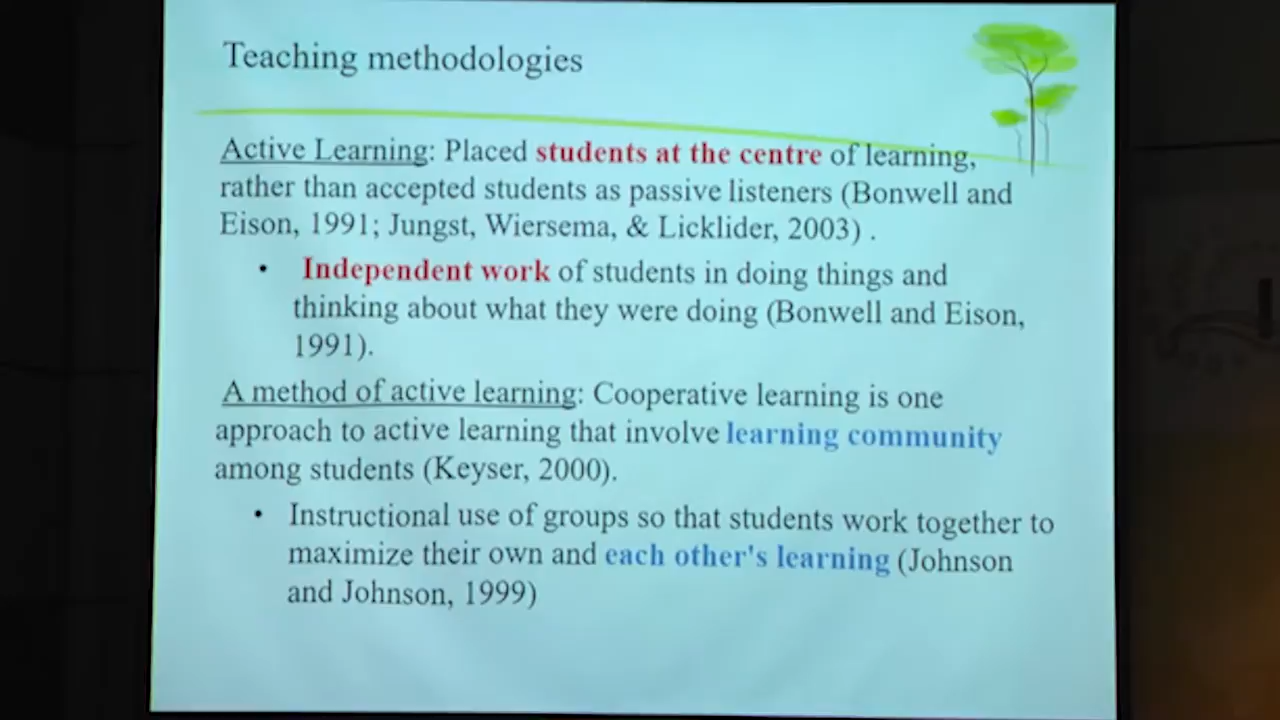 Teaching methodologies
Active Learning: Placed students at the centre of learning,
rather than accepted students as passive listeners (Bonwell and
Eison, 1991; Jungst, Wiersema, & Licklider, 2003) .
• Independent work of students in doing things and
thinking about what they were doing (Bonwell and Eison,
1991).
A method of active learning: Cooperative learning is one
approach to active learning that involve learning community
among students (Keyser, 2000).
• Instructional use of groups so that students work together to
maximize their own and each other's learning (Johnson
and Johnson, 1999)